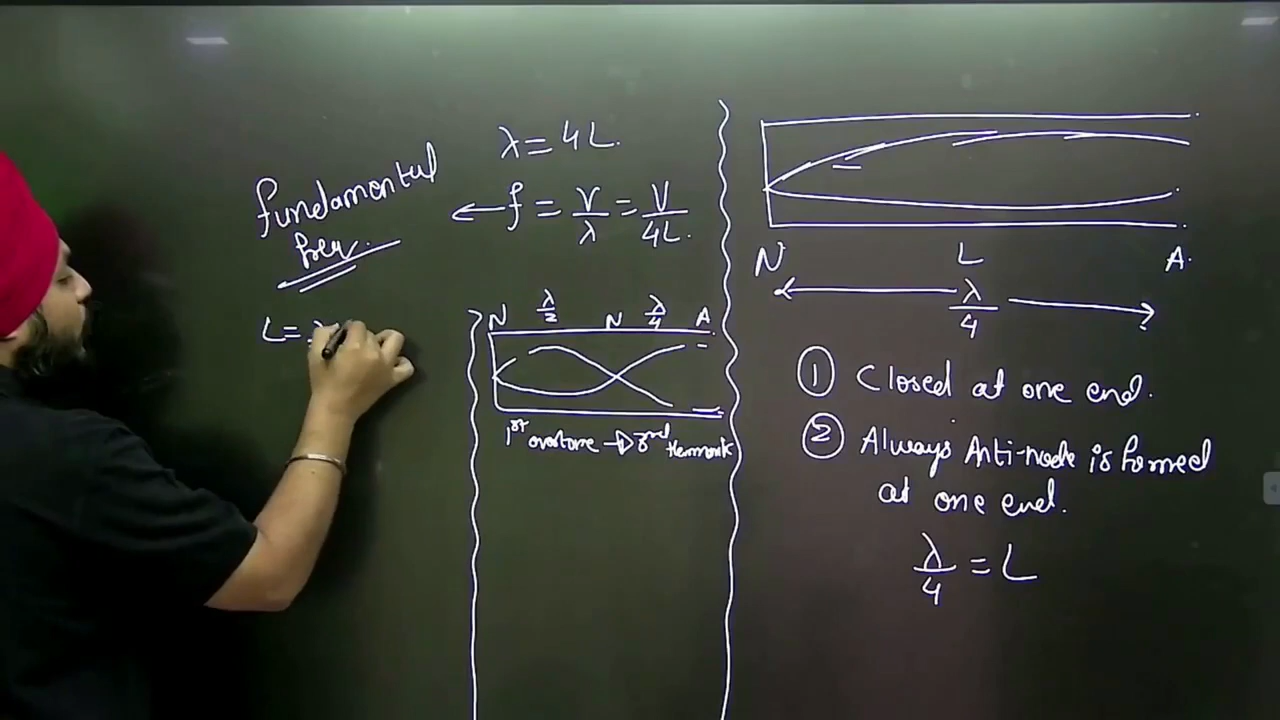 λ = 4L.
fundamental
← f = V/λ = V/4L.
L = λ
N λ/2 N λ/4 A
1st overtone → 3rd Harmonic
N L A.
λ/4
① Closed at one end.
② Always Anti-node is formed
at one end.
λ/4 = L